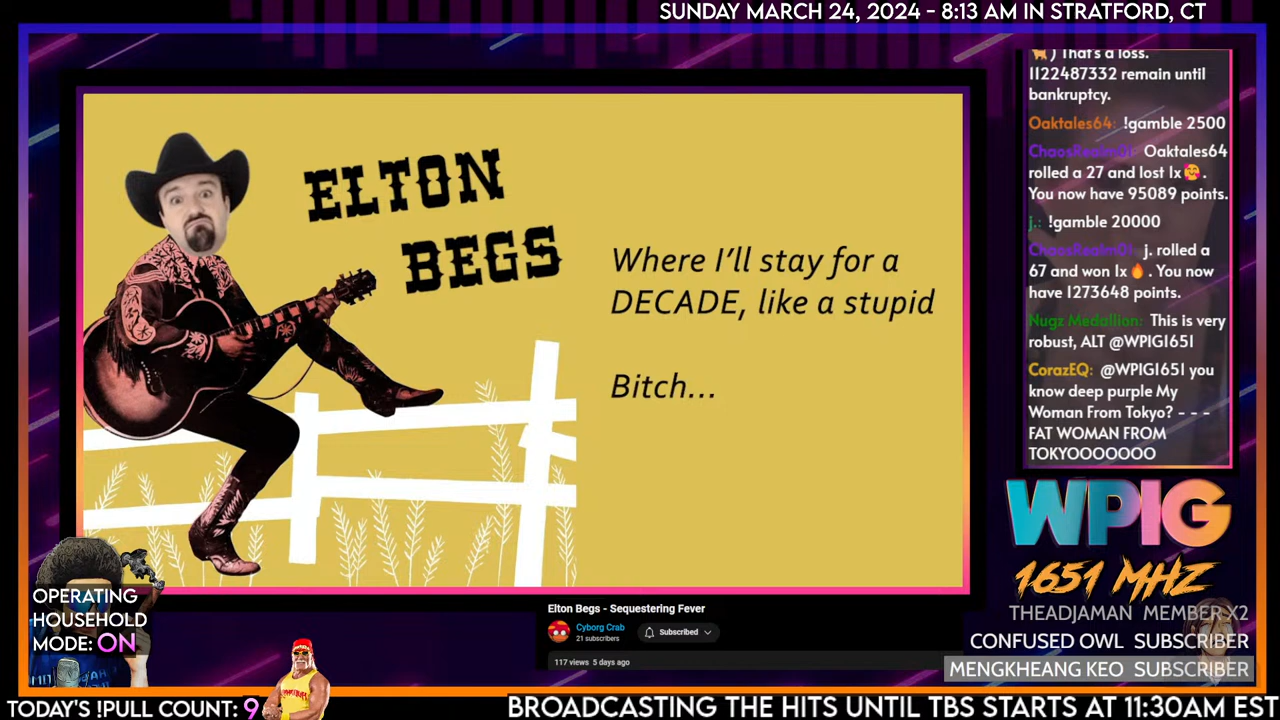 SUNDAY MARCH 24, 2024 - 8:13 AM IN STRATFORD, CT
ELTON
BEGS
Where I'll stay for a
DECADE, like a stupid
Bitch...
) That's a loss.
1122487332 remain until
bankruptcy.
Oaktales64: !gamble 2500
ChaosRealm01: Oaktales64
rolled a 27 and lost 1x🥰.
You now have 95089 points.
j.: !gamble 20000
ChaosRealm01: j. rolled a
67 and won 1x🔥. You now
have 1273648 points.
Nugz Medallion: This is very
robust, ALT @WPIG1651
CorazEQ: @WPIG1651 you
know deep purple My
Woman From Tokyo? - - -
FAT WOMAN FROM
TOKYOOOOOOO
WPIG
1651 MHZ
THEADJAMAN MEMBER X2
CONFUSED OWL SUBSCRIBER
MENGKHEANG KEO SUBSCRIBER
OPERATING
HOUSEHOLD
MODE: ON
Elton Begs - Sequestering Fever
Cyborg Crab
21 subscribers
Subscribed
117 views 5 days ago
TODAY'S !PULL COUNT: 9
BROADCASTING THE HITS UNTIL TBS STARTS AT 11:30AM EST